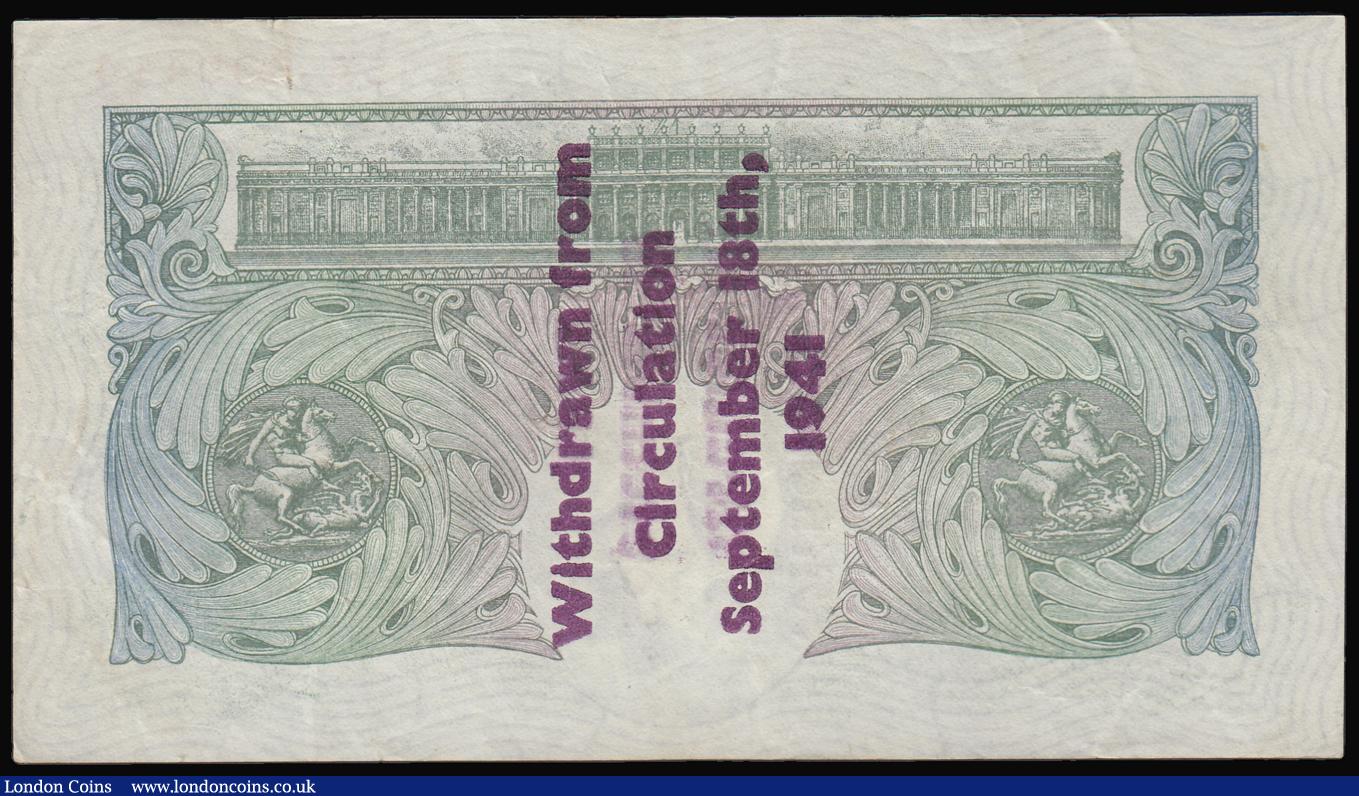 Withdrawn from
Circulation
September 18th,
1941
London Coins www.londoncoins.co.uk